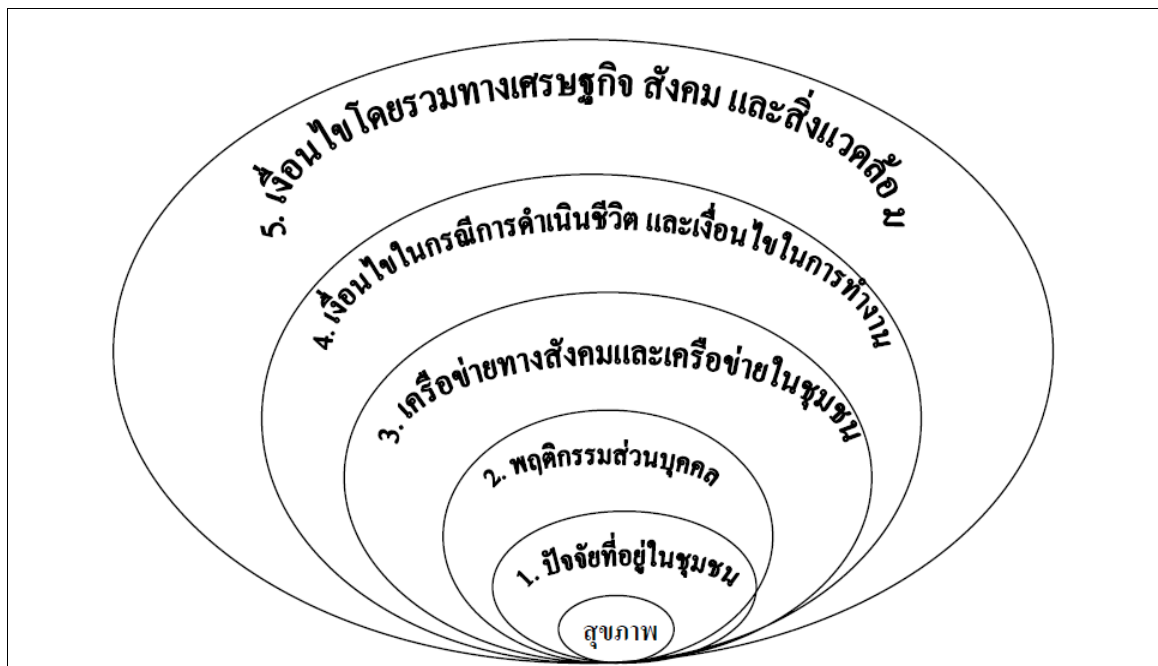 5. เงื่อนไขโดยรวมทางเศรษฐกิจ สังคม และสิ่งแวดล้อม
4. เงื่อนไขในกรณีการดำเนินชีวิต และเงื่อนไขในการทำงาน
3. เครือข่ายทางสังคมและเครือข่ายในชุมชน
2. พฤติกรรมส่วนบุคคล
1. ปัจจัยที่อยู่ในชุมชน
สุขภาพ